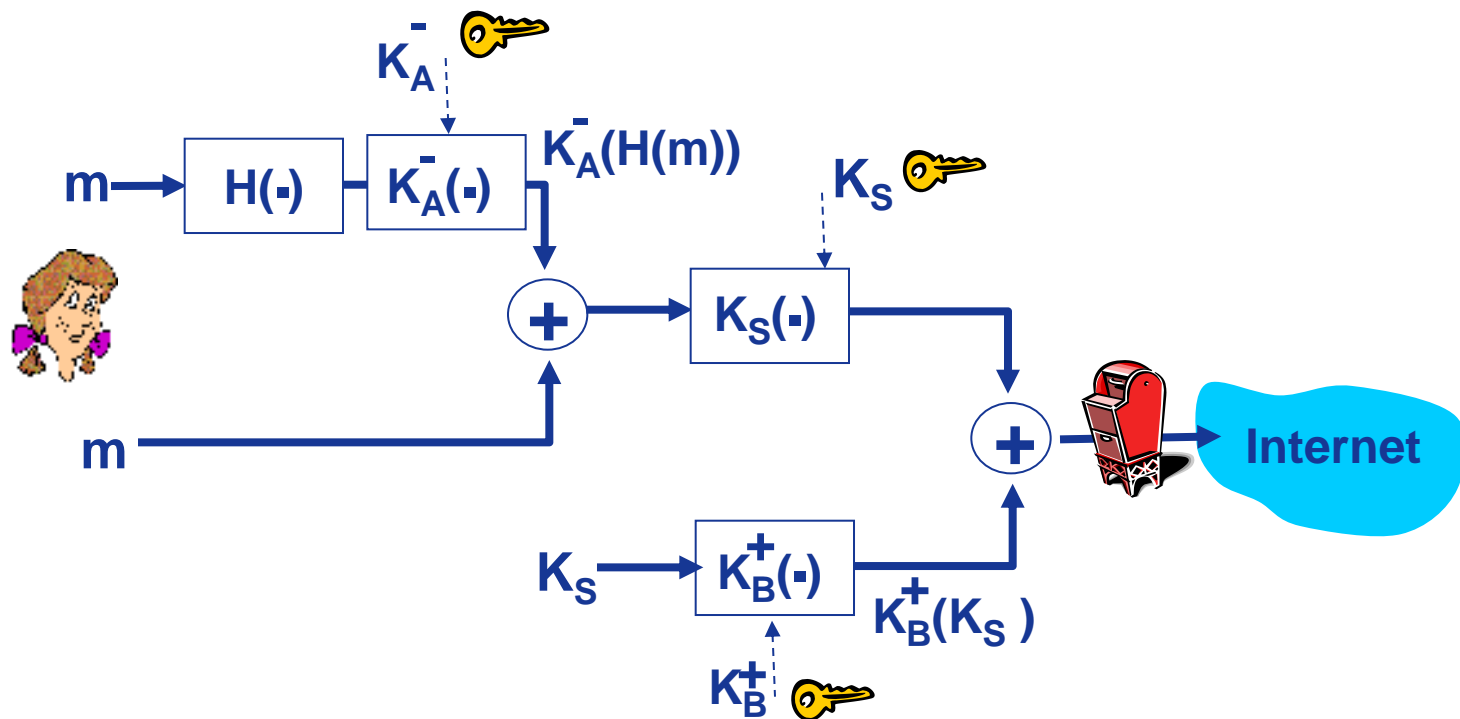 K_A^-
K_A^-(H(m))
m
H(▪)
K_A^-(▪)
K_S
+
K_S(▪)
m
+
Internet
K_S
K_B^+(▪)
K_B^+(K_S )
K_B^+